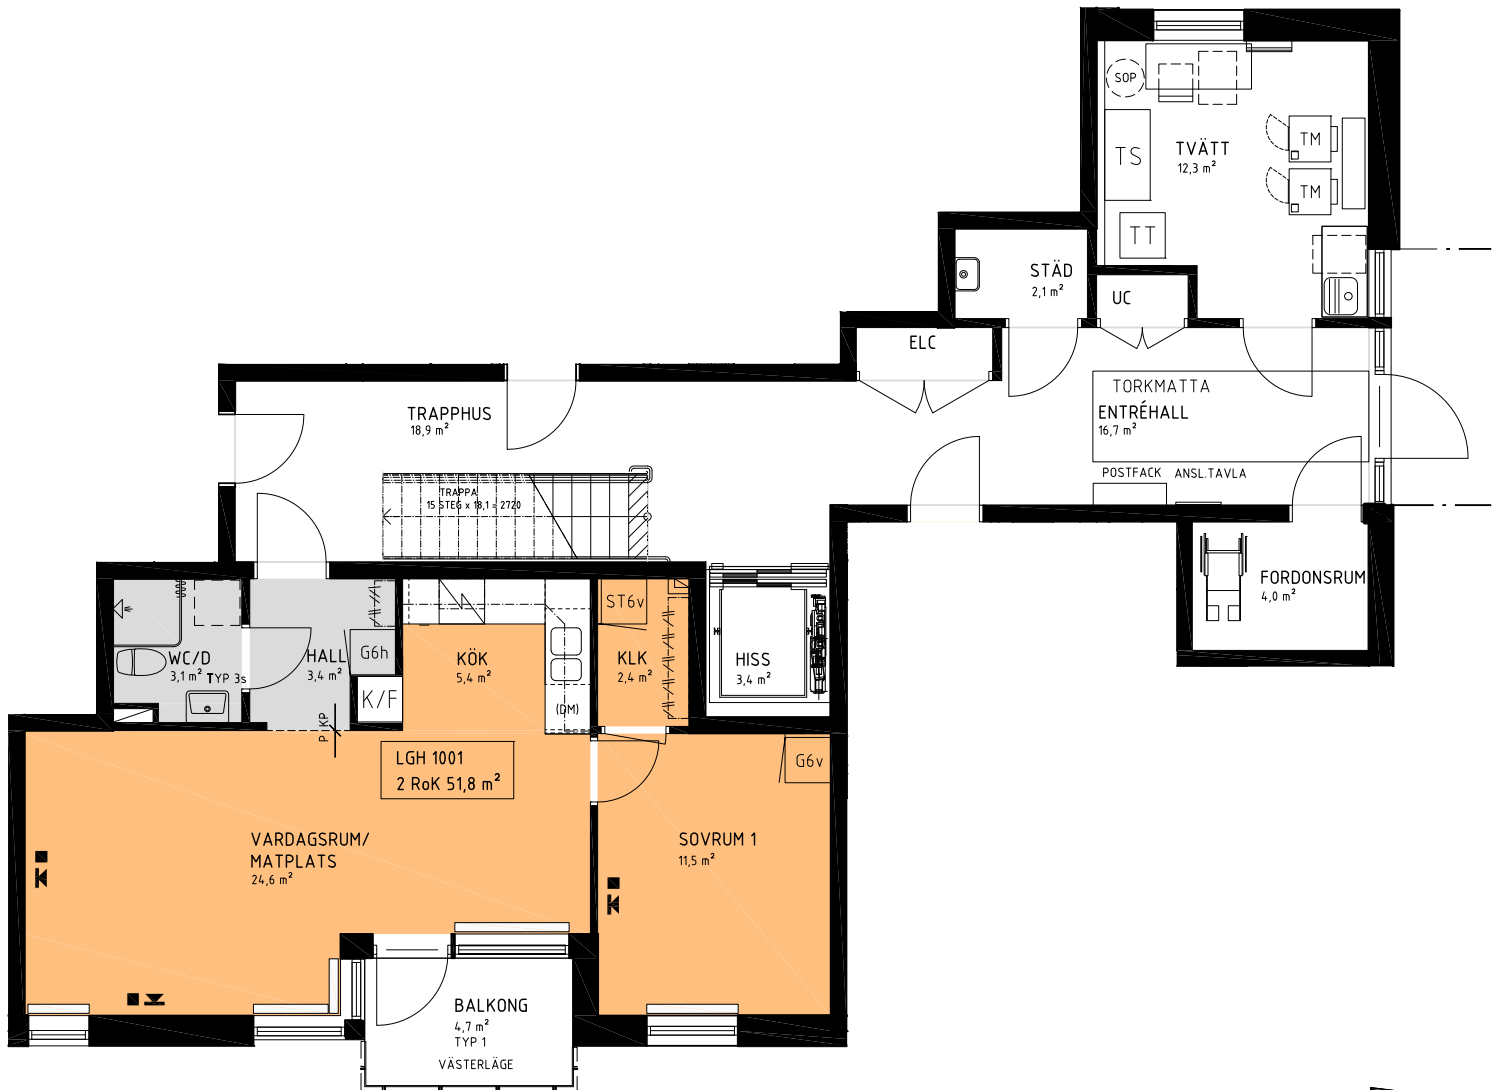 SOP
TS
TVÄTT
12,3 m²
TM
TM
TT
STÄD
2,1 m²
UC
ELC
TORKMATTA
ENTRÉHALL
16,7 m²
POSTFACK ANSL.TAVLA
TRAPPHUS
18,9 m²
TRAPPA
15 STEG x 18,1 = 2720
FORDONSRUM
4,0 m²
WC/D
3,1 m² TYP 3s
HALL
3,4 m²
G6h
K/F
KÖK
5,4 m²
(DM)
ST6v
KLK
2,4 m²
HISS
3,4 m²
P KP
LGH 1001
2 RoK 51,8 m²
G6v
VARDAGSRUM/
MATPLATS
24,6 m²
SOVRUM 1
11,5 m²
BALKONG
4,7 m²
TYP 1
VÄSTERLÄGE